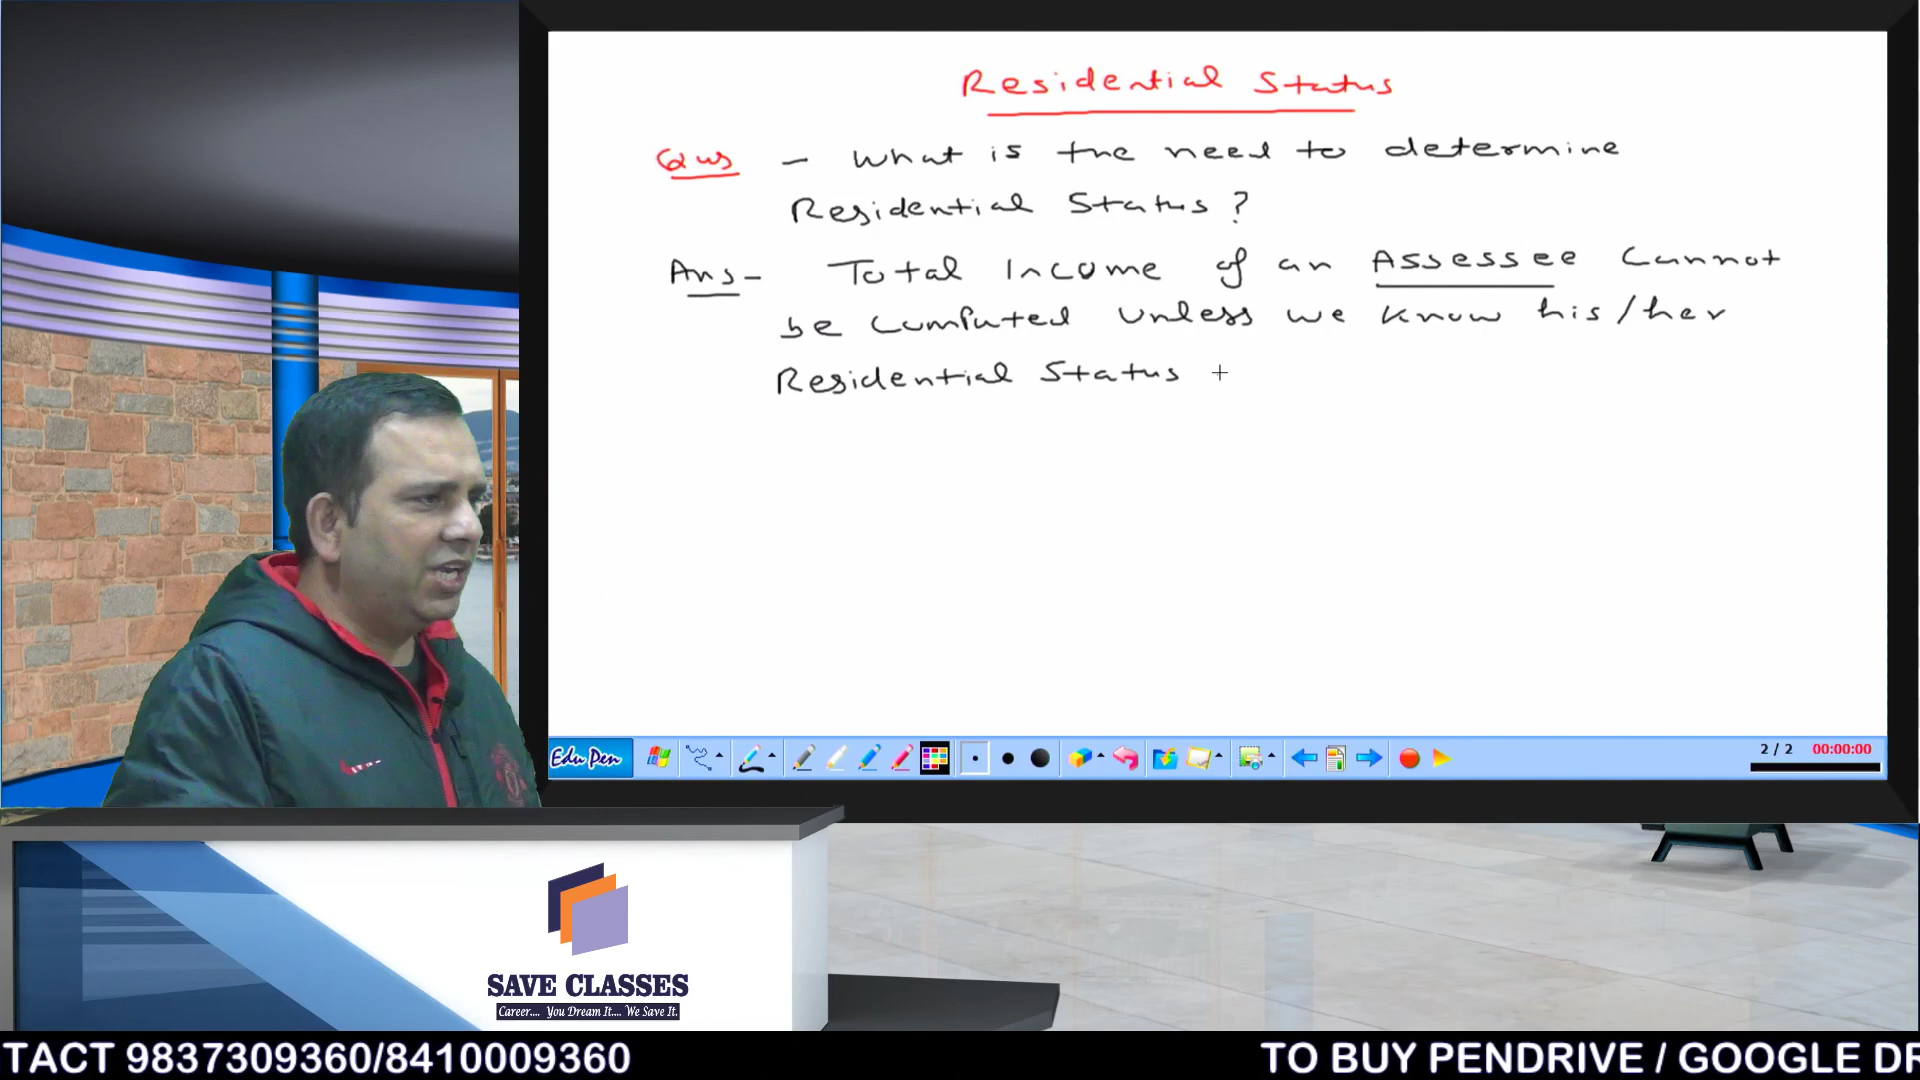 Residential Status
Qus - What is the need to determine
Residential Status ?
Ans - Total Income of an Assessee Cannot
be Computed Unless we know his/her
Residential Status
Edu Pen
2 / 2 00:00:00
SAVE CLASSES
Career.... You Dream It.... We Save It.
TACT 9837309360/8410009360 TO BUY PENDRIVE / GOOGLE DR